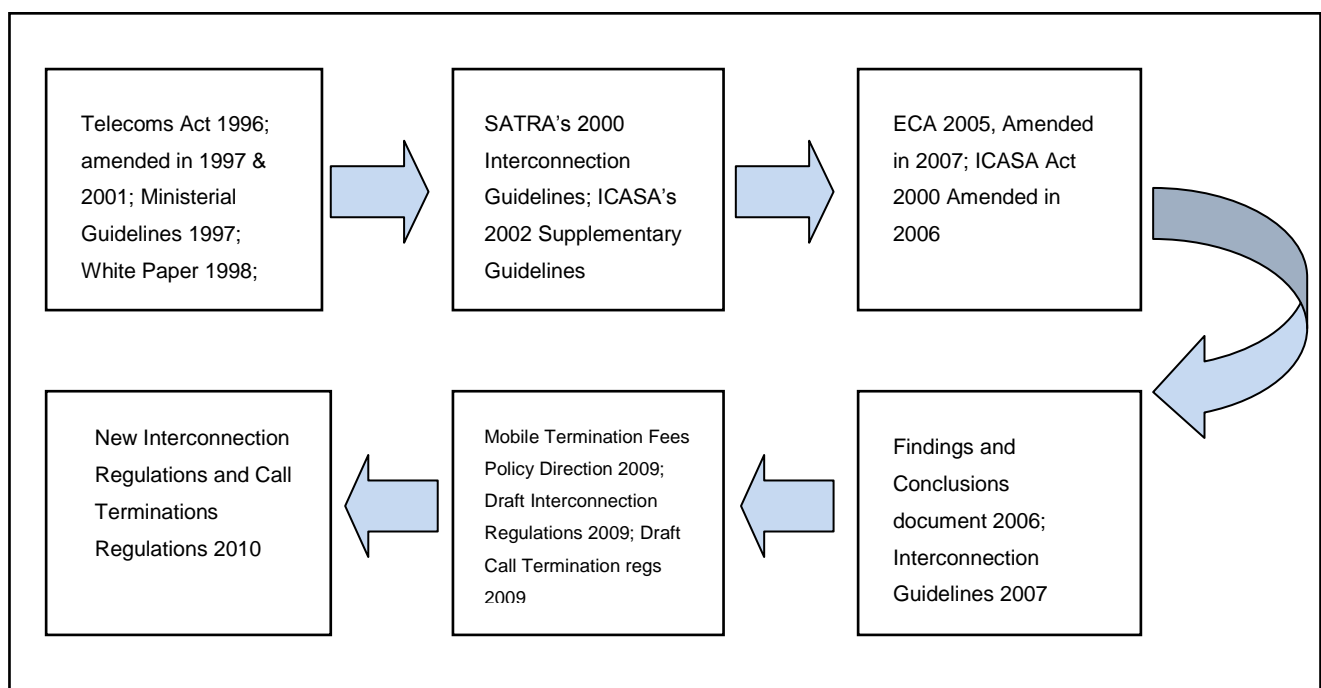 Telecoms Act 1996;
amended in 1997 &
2001; Ministerial
Guidelines 1997;
White Paper 1998;
SATRA’s 2000
Interconnection
Guidelines; ICASA’s
2002 Supplementary
Guidelines
ECA 2005, Amended
in 2007; ICASA Act
2000 Amended in
2006
Findings and
Conclusions
document 2006;
Interconnection
Guidelines 2007
Mobile Termination Fees
Policy Direction 2009;
Draft Interconnection
Regulations 2009; Draft
Call Termination regs
2009
New Interconnection
Regulations and Call
Terminations
Regulations 2010